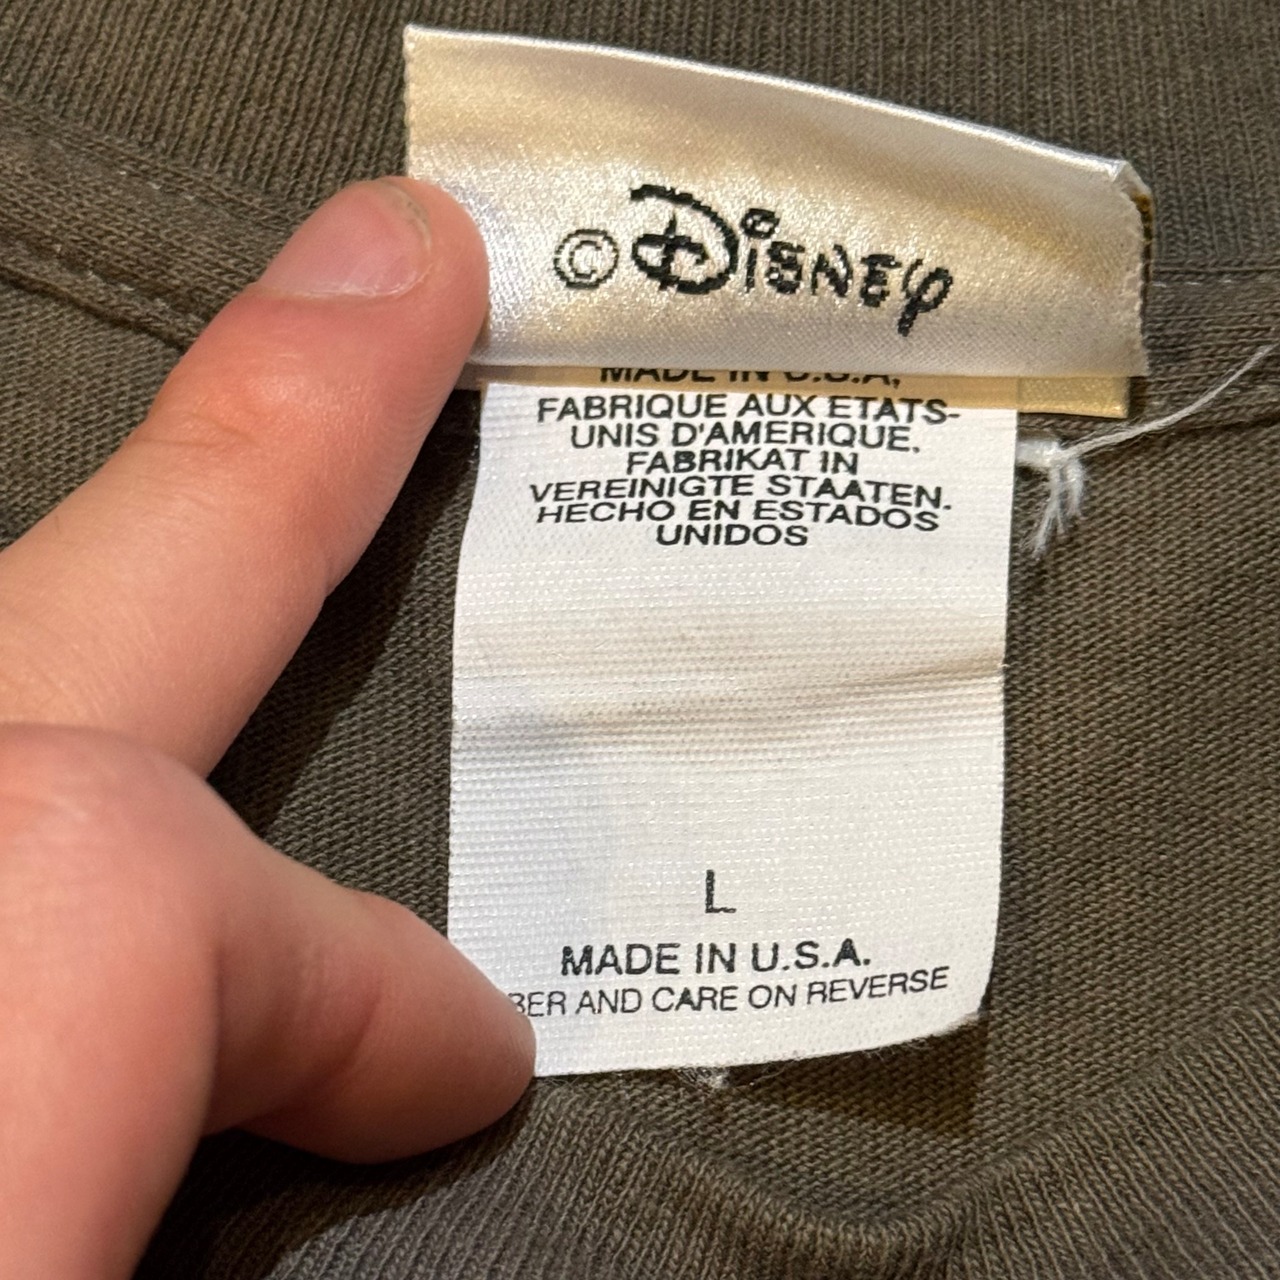 © Disney
MADE IN U.S.A,
FABRIQUE AUX ETATS-
UNIS D'AMERIQUE.
FABRIKAT IN
VEREINIGTE STAATEN.
HECHO EN ESTADOS
UNIDOS
L
MADE IN U.S.A.
BER AND CARE ON REVERSE